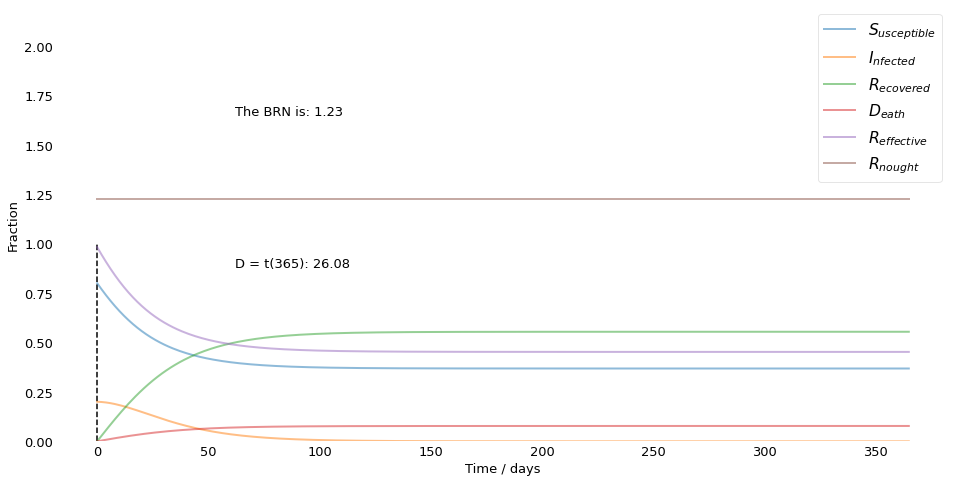 2.00
1.75
1.50
1.25
1.00
0.75
0.50
0.25
0.00
Fraction
0 50 100 150 200 250 300 350
Time / days
The BRN is: 1.23
D = t(365): 26.08
Susceptible
Infected
Recovered
Death
Reffective
Rnought